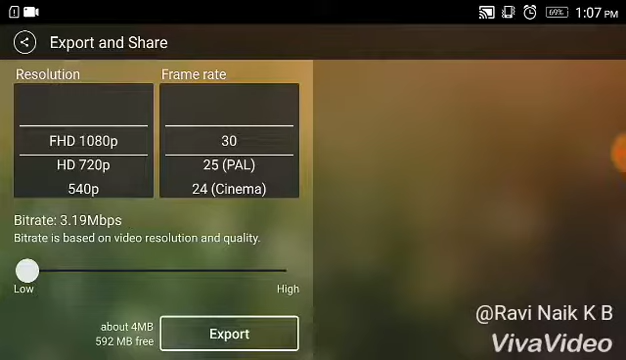 69%
1:07 PM
Export and Share
Resolution
Frame rate
FHD 1080p
30
HD 720p
25 (PAL)
540p
24 (Cinema)
Bitrate: 3.19Mbps
Bitrate is based on video resolution and quality.
Low
High
about 4MB
592 MB free
Export
@Ravi Naik K B
VivaVideo